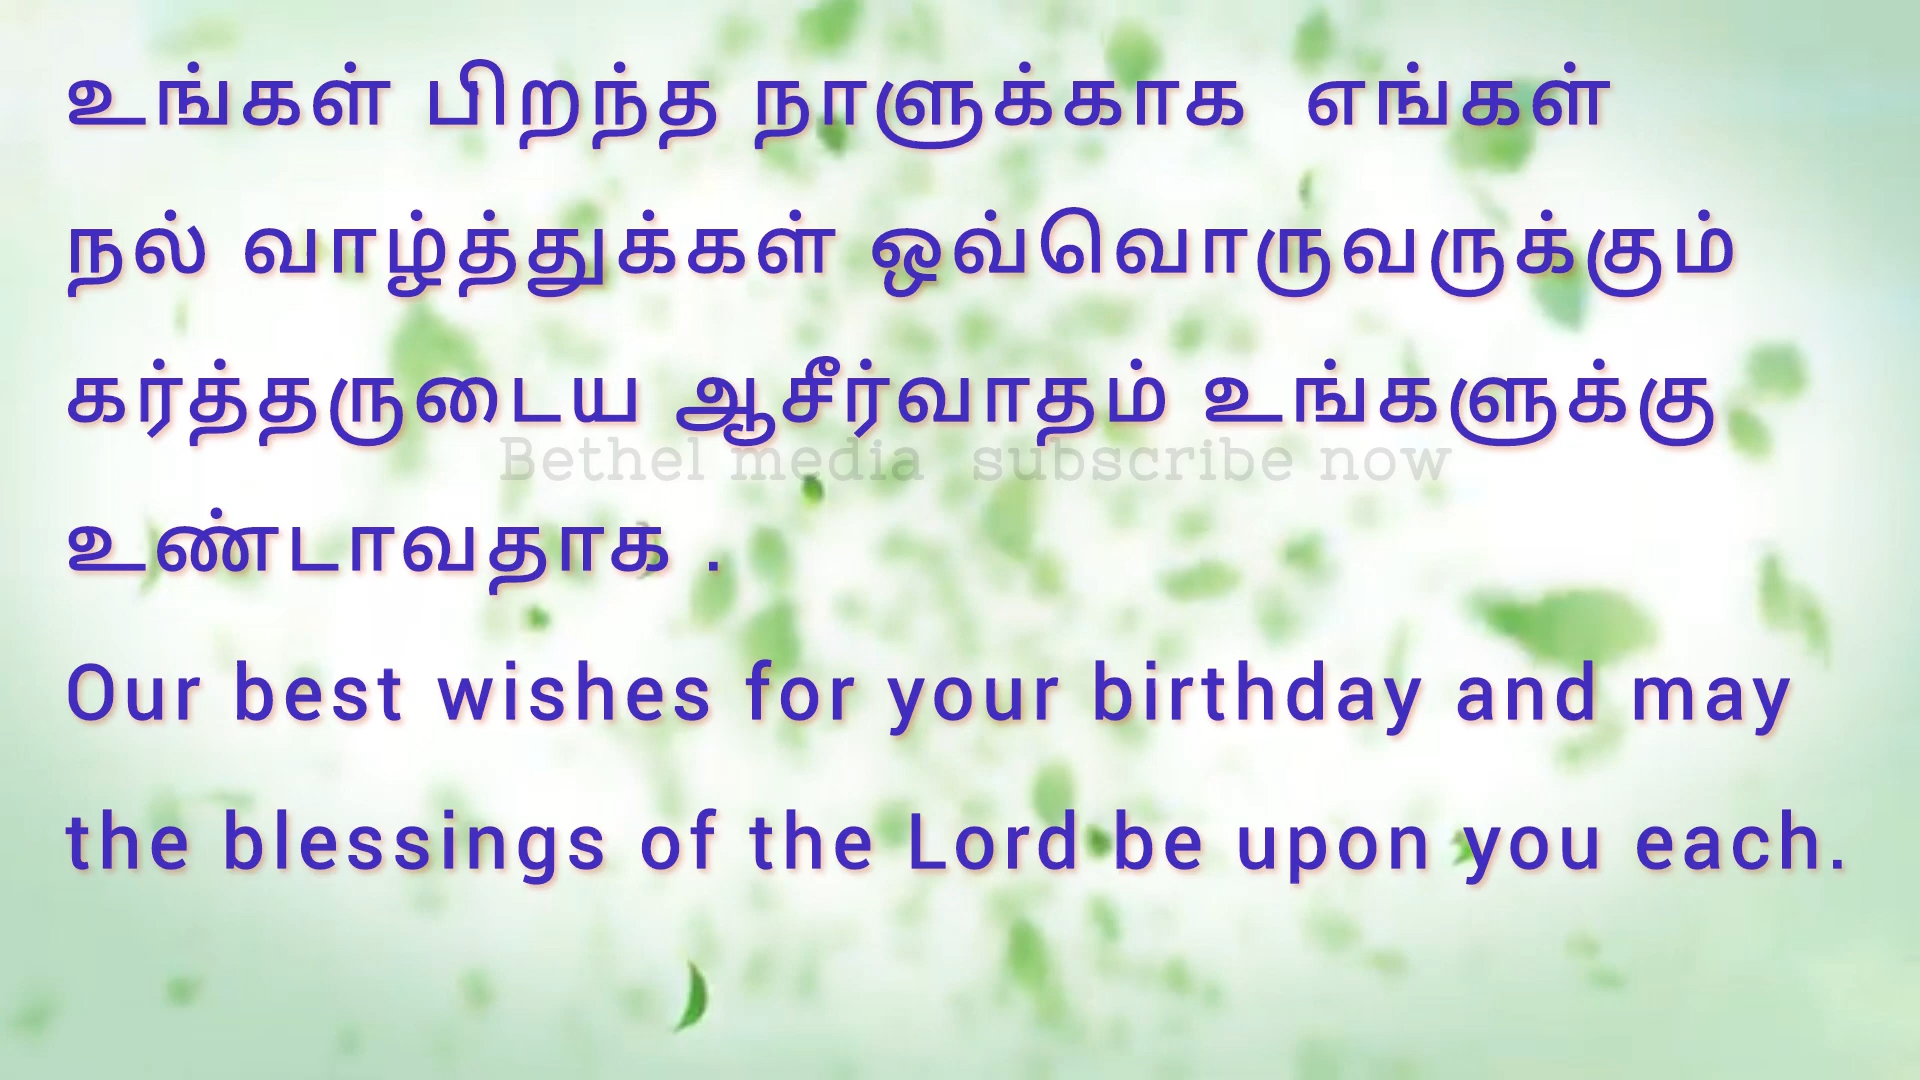 உங்கள் பிறந்த நாளுக்காக எங்கள்
நல் வாழ்த்துக்கள் ஒவ்வொருவருக்கும்
கர்த்தருடைய ஆசீர்வாதம் உங்களுக்கு
Bethel media subscribe now
உண்டாவதாக .
Our best wishes for your birthday and may
the blessings of the Lord be upon you each.